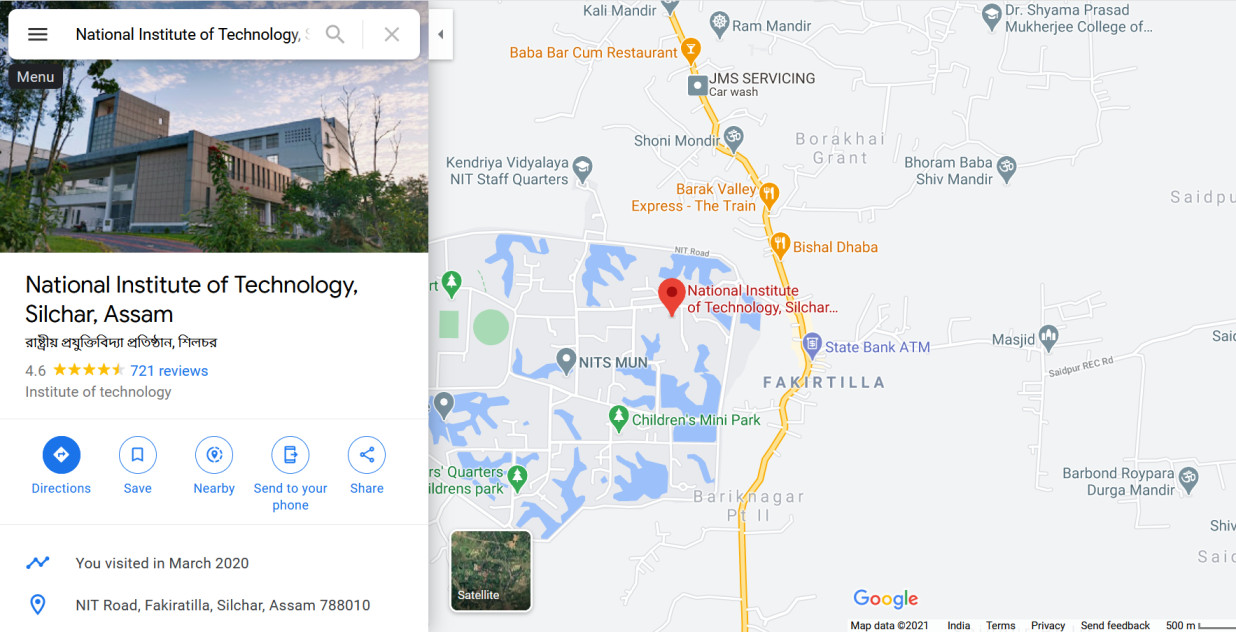 National Institute of Technology,
Menu
National Institute of Technology,
Silchar, Assam
রাষ্ট্রীয় প্রযুক্তিবিদ্যা প্রতিষ্ঠান, শিলচর
4.6 721 reviews
Institute of technology
Directions
Save
Nearby
Send to your
phone
Share
You visited in March 2020
NIT Road, Fakiratilla, Silchar, Assam 788010
Kali Mandir
Ram Mandir
Dr. Shyama Prasad
Mukherjee College of...
Baba Bar Cum Restaurant
JMS SERVICING
Car wash
Shoni Mondir
Borakhai
Grant
Kendriya Vidyalaya
NIT Staff Quarters
Bhoram Baba
Shiv Mandir
Barak Valley
Express - The Train
Saidpu
Bishal Dhaba
NIT Road
rt
National Institute
of Technology, Silchar...
State Bank ATM
Masjid
Said
NITS MUN
Saidpur REC Rd
FAKIRTILLA
Children's Mini Park
rs' Quarters
ildrens park
Barbond Roypara
Durga Mandir
Bariknagar
Pt II
Shiv
Said
Satellite
Google
Map data ©2021 India Terms Privacy Send feedback 500 m